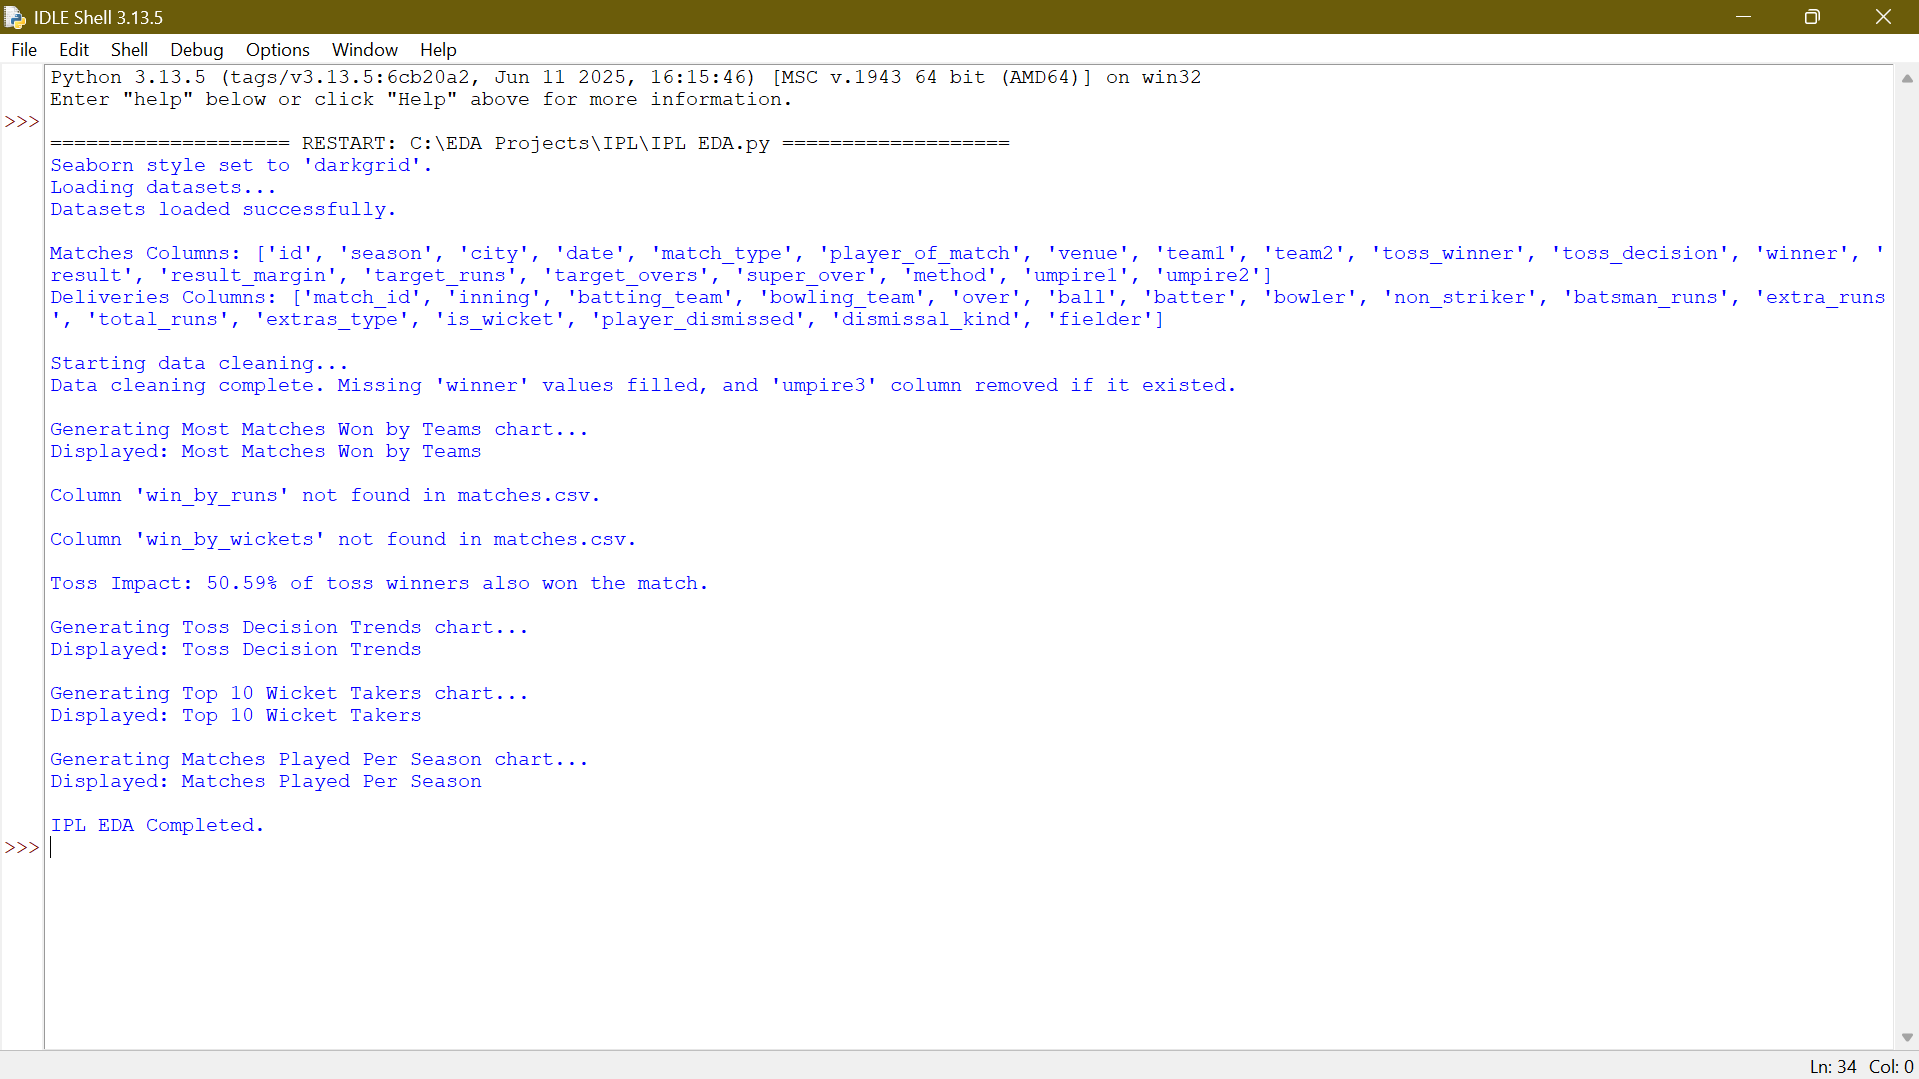 IDLE Shell 3.13.5
File Edit Shell Debug Options Window Help
Python 3.13.5 (tags/v3.13.5:6cb20a2, Jun 11 2025, 16:15:46) [MSC v.1943 64 bit (AMD64)] on win32
Enter "help" below or click "Help" above for more information.
>>>
==================== RESTART: C:\EDA Projects\IPL\IPL EDA.py ===================
Seaborn style set to 'darkgrid'.
Loading datasets...
Datasets loaded successfully.
Matches Columns: ['id', 'season', 'city', 'date', 'match_type', 'player_of_match', 'venue', 'team1', 'team2', 'toss_winner', 'toss_decision', 'winner', '
result', 'result_margin', 'target_runs', 'target_overs', 'super_over', 'method', 'umpire1', 'umpire2']
Deliveries Columns: ['match_id', 'inning', 'batting_team', 'bowling_team', 'over', 'ball', 'batter', 'bowler', 'non_striker', 'batsman_runs', 'extra_runs
', 'total_runs', 'extras_type', 'is_wicket', 'player_dismissed', 'dismissal_kind', 'fielder']
Starting data cleaning...
Data cleaning complete. Missing 'winner' values filled, and 'umpire3' column removed if it existed.
Generating Most Matches Won by Teams chart...
Displayed: Most Matches Won by Teams
Column 'win_by_runs' not found in matches.csv.
Column 'win_by_wickets' not found in matches.csv.
Toss Impact: 50.59% of toss winners also won the match.
Generating Toss Decision Trends chart...
Displayed: Toss Decision Trends
Generating Top 10 Wicket Takers chart...
Displayed: Top 10 Wicket Takers
Generating Matches Played Per Season chart...
Displayed: Matches Played Per Season
IPL EDA Completed.
>>>
Ln: 34 Col: 0